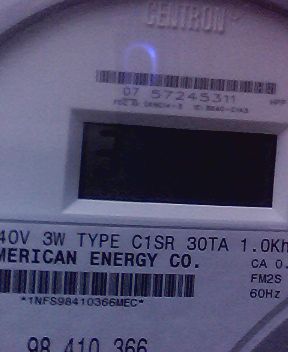 CENTRON
07 57245311
40V 3W TYPE C1SR 30TA 1.0Kh
MERICAN ENERGY CO.
CA 0.
FM2S
60Hz
*1NFS98410366MEC*
98 410 366